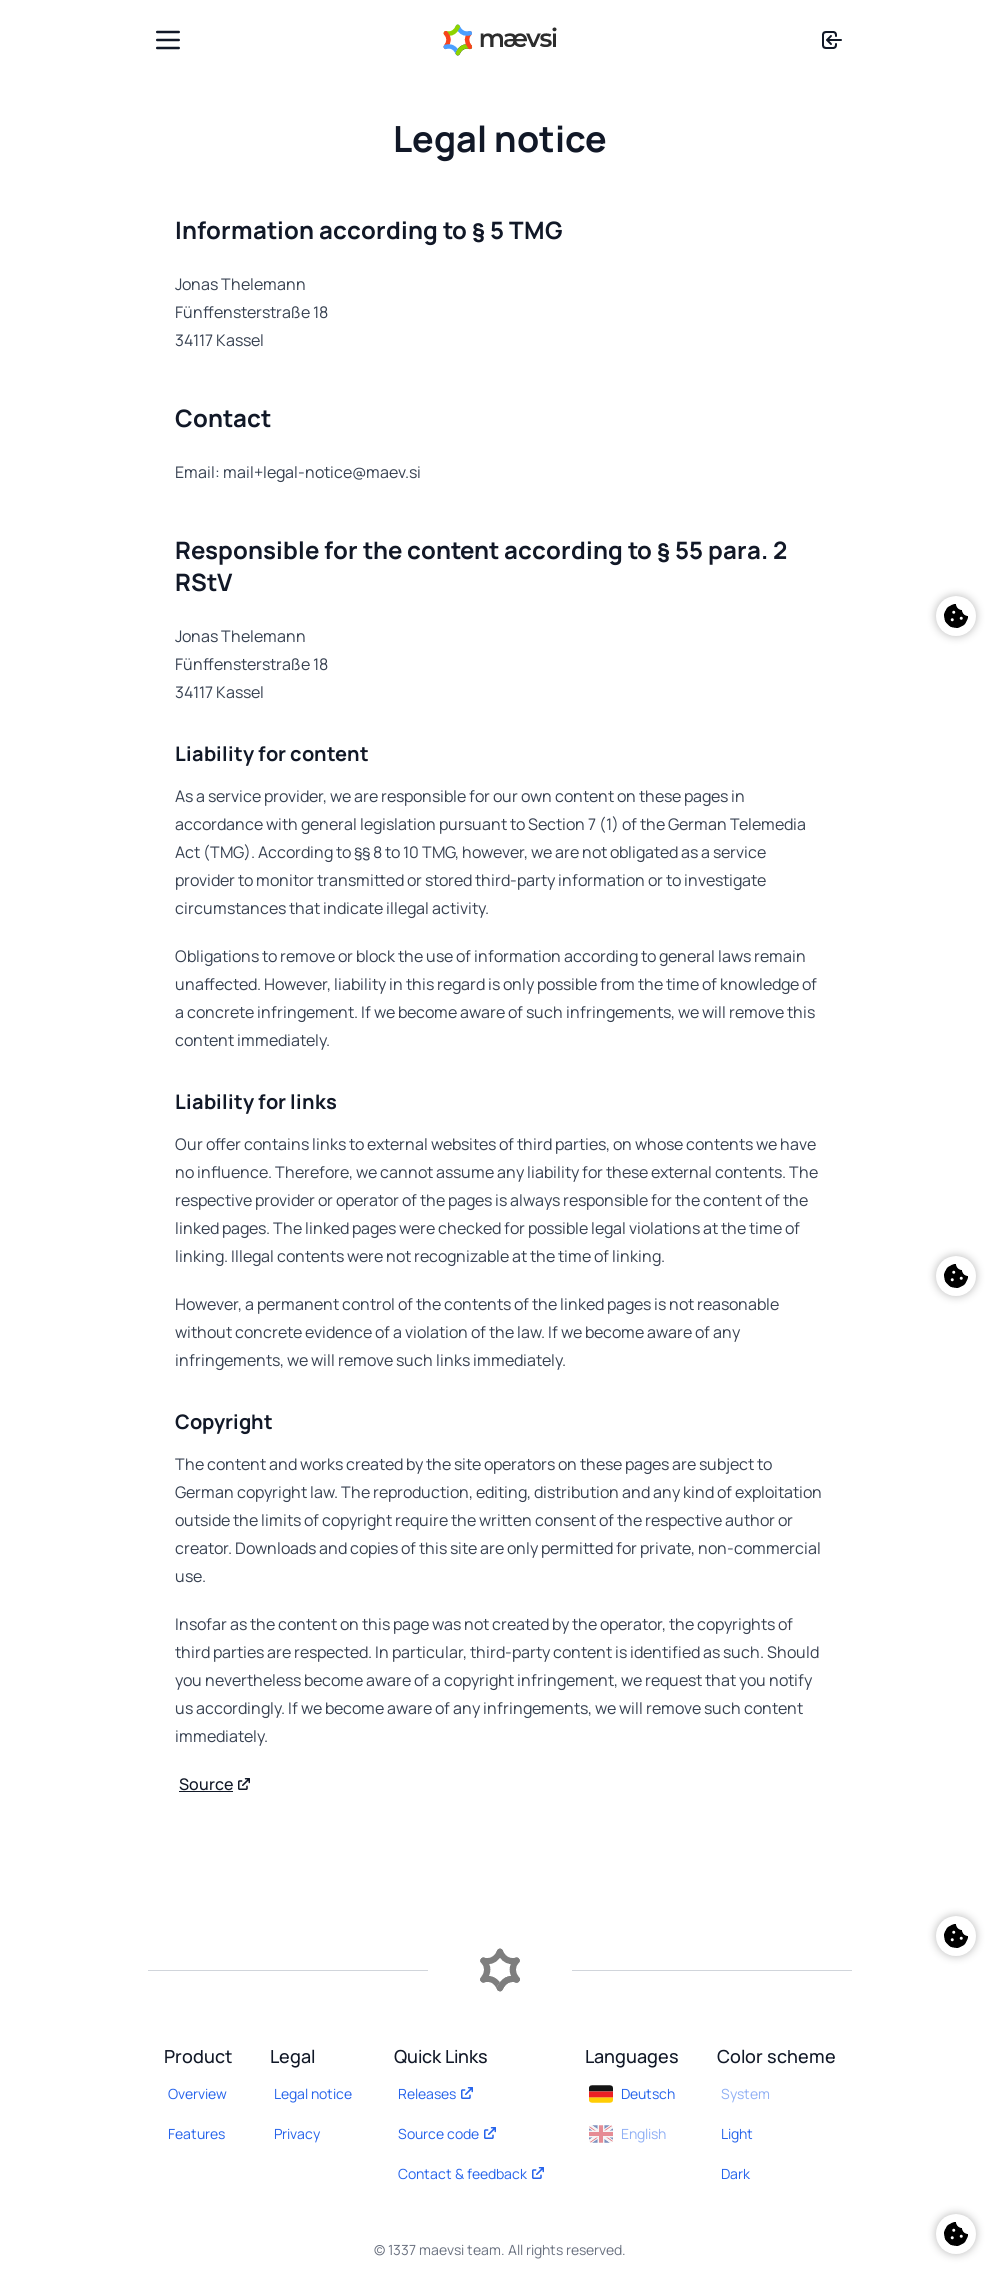 mævsi
Legal notice
Information according to § 5 TMG
Jonas Thelemann
Fünffensterstraße 18
34117 Kassel
Contact
Email: mail+legal-notice@maev.si
Responsible for the content according to § 55 para. 2
RStV
Jonas Thelemann
Fünffensterstraße 18
34117 Kassel
Liability for content
As a service provider, we are responsible for our own content on these pages in
accordance with general legislation pursuant to Section 7 (1) of the German Telemedia
Act (TMG). According to §§ 8 to 10 TMG, however, we are not obligated as a service
provider to monitor transmitted or stored third-party information or to investigate
circumstances that indicate illegal activity.
Obligations to remove or block the use of information according to general laws remain
unaffected. However, liability in this regard is only possible from the time of knowledge of
a concrete infringement. If we become aware of such infringements, we will remove this
content immediately.
Liability for links
Our offer contains links to external websites of third parties, on whose contents we have
no influence. Therefore, we cannot assume any liability for these external contents. The
respective provider or operator of the pages is always responsible for the content of the
linked pages. The linked pages were checked for possible legal violations at the time of
linking. Illegal contents were not recognizable at the time of linking.
However, a permanent control of the contents of the linked pages is not reasonable
without concrete evidence of a violation of the law. If we become aware of any
infringements, we will remove such links immediately.
Copyright
The content and works created by the site operators on these pages are subject to
German copyright law. The reproduction, editing, distribution and any kind of exploitation
outside the limits of copyright require the written consent of the respective author or
creator. Downloads and copies of this site are only permitted for private, non-commercial
use.
Insofar as the content on this page was not created by the operator, the copyrights of
third parties are respected. In particular, third-party content is identified as such. Should
you nevertheless become aware of a copyright infringement, we request that you notify
us accordingly. If we become aware of any infringements, we will remove such content
immediately.
Source
Product
Overview
Features
Legal
Legal notice
Privacy
Quick Links
Releases
Source code
Contact & feedback
Languages
Deutsch
English
Color scheme
System
Light
Dark
© 1337 maevsi team. All rights reserved.